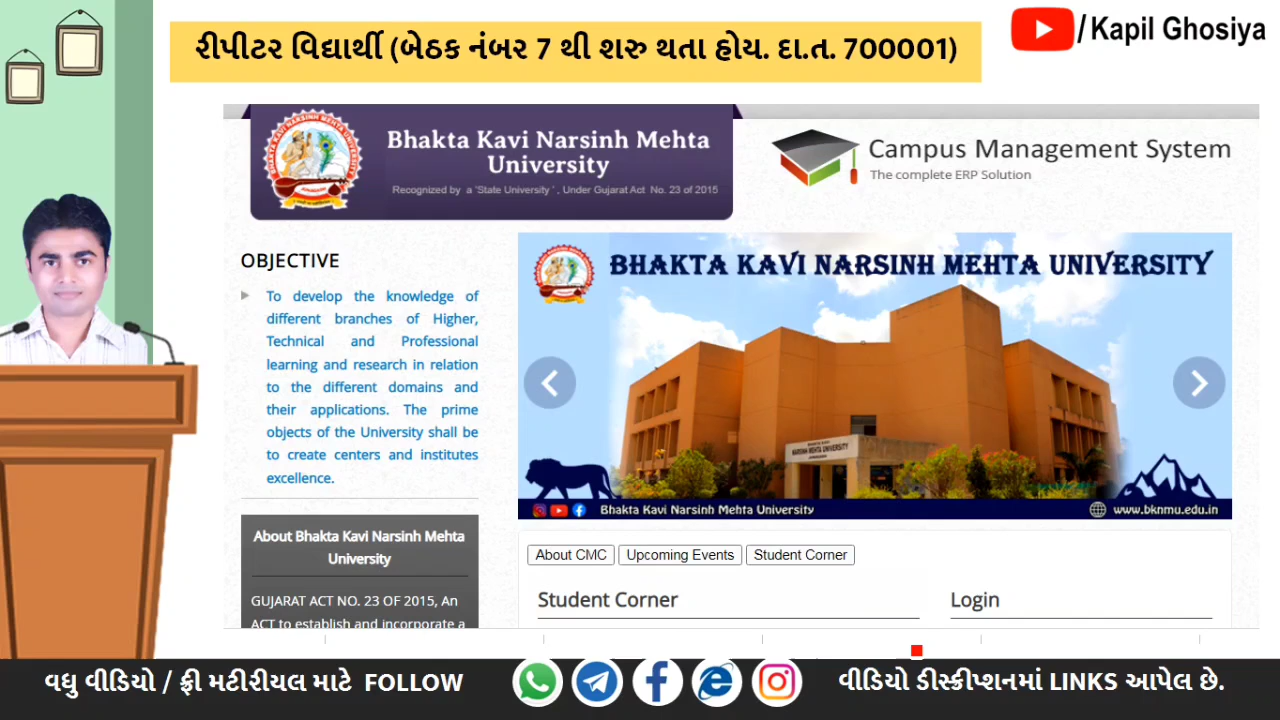 રીપીટર વિદ્યાર્થી (બેઠક નંબર 7 થી શરુ થતા હોય. દા.ત. 700001)
/Kapil Ghosiya
Bhakta Kavi Narsinh Mehta
University
Recognized by a 'State University ' , Under Gujarat Act No. 23 of 2015
Campus Management System
The complete ERP Solution
OBJECTIVE
To develop the knowledge of
different branches of Higher,
Technical and Professional
learning and research in relation
to the different domains and
their applications. The prime
objects of the University shall be
to create centers and institutes
excellence.
BHAKTA KAVI NARSINH MEHTA UNIVERSITY
NARSINH MEHTA UNIVERSITY
Bhakta Kavi Narsinh Mehta University
www.bknmu.edu.in
About Bhakta Kavi Narsinh Mehta
University
GUJARAT ACT NO. 23 OF 2015, An
ACT to establish and incorporate a
About CMC Upcoming Events Student Corner
Student Corner
Login
વધુ વીડિયો / ફ્રી મટીરીયલ માટે FOLLOW
વીડિયો ડીસ્ક્રીપ્શનમાં LINKS આપેલ છે.